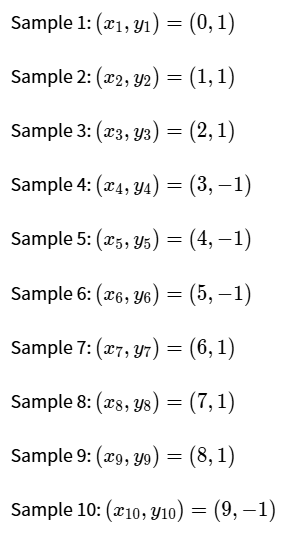 Sample 1: (x₁, y₁) = (0, 1)
Sample 2: (x₂, y₂) = (1, 1)
Sample 3: (x₃, y₃) = (2, 1)
Sample 4: (x₄, y₄) = (3, −1)
Sample 5: (x₅, y₅) = (4, −1)
Sample 6: (x₆, y₆) = (5, −1)
Sample 7: (x₇, y₇) = (6, 1)
Sample 8: (x₈, y₈) = (7, 1)
Sample 9: (x₉, y₉) = (8, 1)
Sample 10: (x₁₀, y₁₀) = (9, −1)